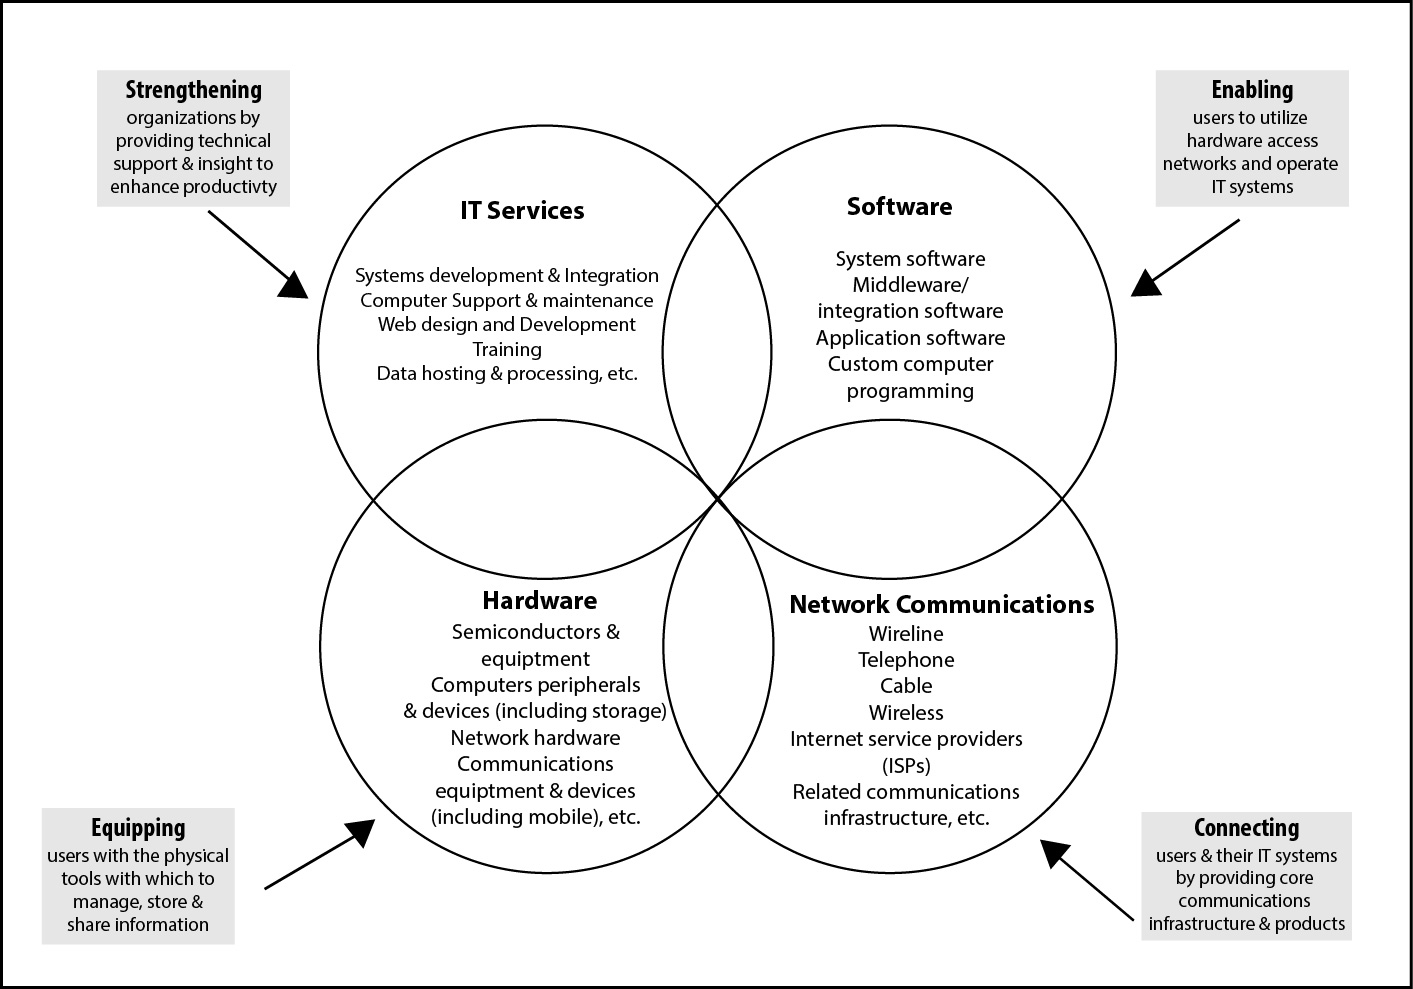 Strengthening
organizations by
providing technical
support & insight to
enhance productivty
Enabling
users to utilize
hardware access
networks and operate
IT systems
IT Services
Systems development & Integration
Computer Support & maintenance
Web design and Development
Training
Data hosting & processing, etc.
Software
System software
Middleware/
integration software
Application software
Custom computer
programming
Hardware
Semiconductors &
equiptment
Computers peripherals
& devices (including storage)
Network hardware
Communications
equiptment & devices
(including mobile), etc.
Network Communications
Wireline
Telephone
Cable
Wireless
Internet service providers
(ISPs)
Related communications
infrastructure, etc.
Equipping
users with the physical
tools with which to
manage, store &
share information
Connecting
users & their IT systems
by providing core
communications
infrastructure & products